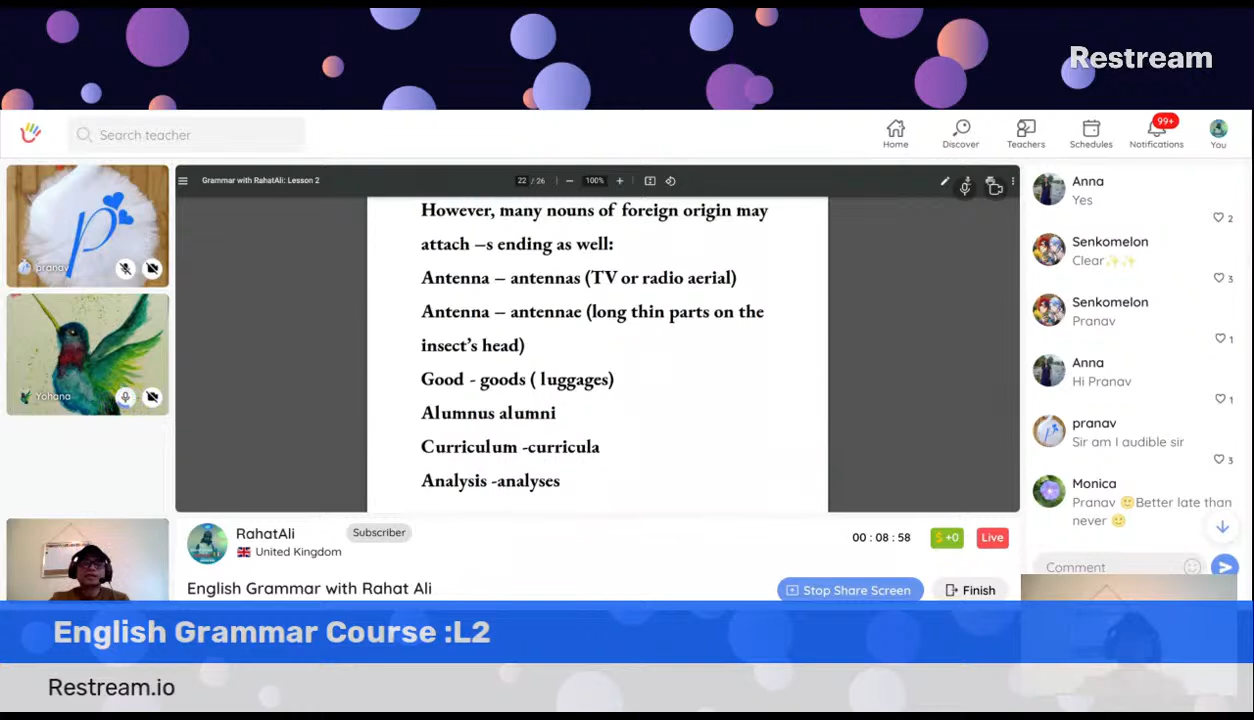 Restream
Search teacher
Home
Discover
Teachers
Schedules
99+
Notifications
You
pranav
Yohana
Grammar with RahatAli: Lesson 2
22 / 26
100%
However, many nouns of foreign origin may
attach –s ending as well:
Antenna – antennas (TV or radio aerial)
Antenna – antennae (long thin parts on the
insect’s head)
Good - goods ( luggages)
Alumnus alumni
Curriculum -curricula
Analysis -analyses
Anna
Yes
2
Senkomelon
Clear✨✨
3
Senkomelon
Pranav
1
Anna
Hi Pranav
1
pranav
Sir am I audible sir
3
Monica
Pranav 🙂Better late than
never 🙂
Comment
RahatAli
Subscriber
United Kingdom
00 : 08 : 58
$ +0
Live
English Grammar with Rahat Ali
Stop Share Screen
Finish
English Grammar Course :L2
Restream.io